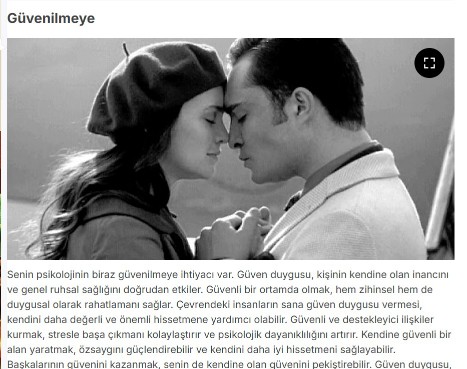 Güvenilmeye
Senin psikolojinin biraz güvenilmeye ihtiyacı var. Güven duygusu, kişinin kendine olan inancını
ve genel ruhsal sağlığını doğrudan etkiler. Güvenli bir ortamda olmak, hem zihinsel hem de
duygusal olarak rahatlamanı sağlar. Çevrendeki insanların sana güven duygusu vermesi,
kendini daha değerli ve önemli hissetmene yardımcı olabilir. Güvenli ve destekleyici ilişkiler
kurmak, stresle başa çıkmanı kolaylaştırır ve psikolojik dayanıklılığını artırır. Kendine güvenli bir
alan yaratmak, özsaygını güçlendirebilir ve kendini daha iyi hissetmeni sağlayabilir.
Başkalarının güvenini kazanmak, senin de kendine olan güvenini pekiştirebilir. Güven duygusu,